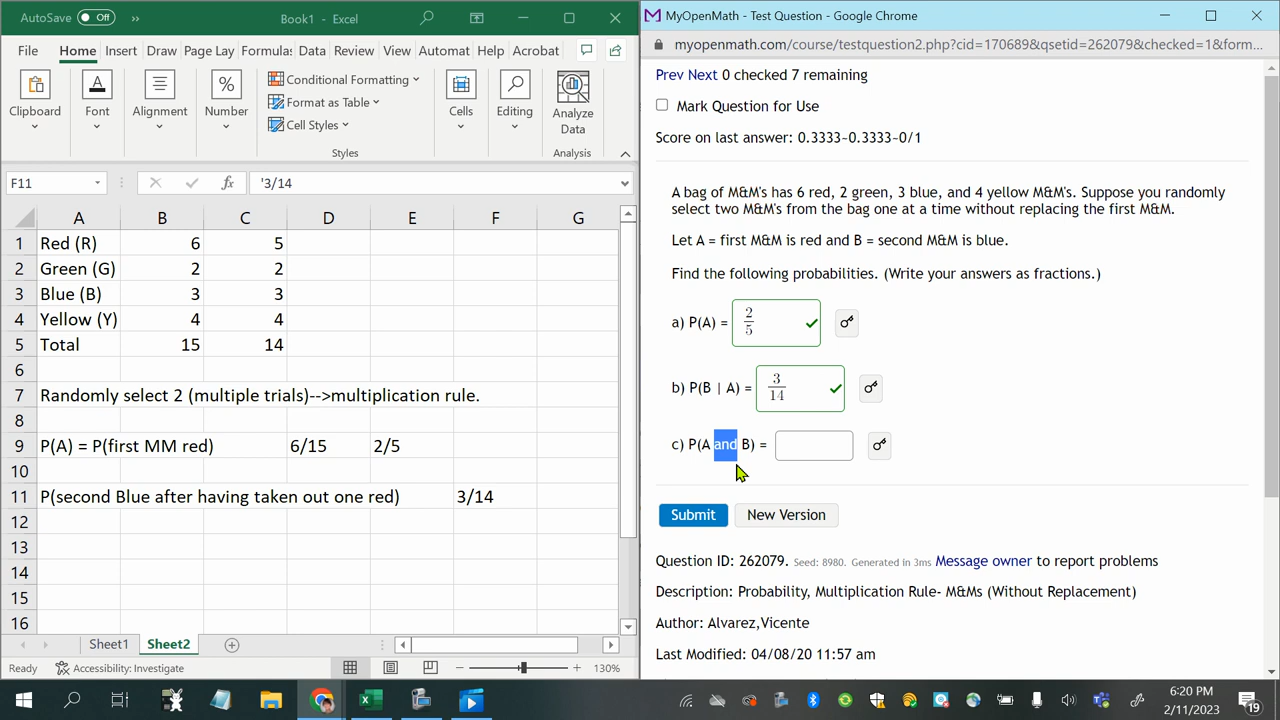 AutoSave Off ›› Book1 - Excel
File Home Insert Draw Page Lay Formulas Data Review View Automat Help Acrobat
Clipboard
Font
Alignment
Number
Conditional Formatting
Format as Table
Cell Styles
Styles
Cells
Editing
Analyze Data
Analysis
F11 fx '3/14
A B C D E F G
1 Red (R) 6 5
2 Green (G) 2 2
3 Blue (B) 3 3
4 Yellow (Y) 4 4
5 Total 15 14
6
7 Randomly select 2 (multiple trials)-->multiplication rule.
8
9 P(A) = P(first MM red) 6/15 2/5
10
11 P(second Blue after having taken out one red) 3/14
12
13
14
15
16
Sheet1 Sheet2
Ready Accessibility: Investigate 130%
MyOpenMath - Test Question - Google Chrome
myopenmath.com/course/testquestion2.php?cid=170689&qsetid=262079&checked=1&form...
Prev Next 0 checked 7 remaining
Mark Question for Use
Score on last answer: 0.3333~0.3333~0/1
A bag of M&M's has 6 red, 2 green, 3 blue, and 4 yellow M&M's. Suppose you randomly
select two M&M's from the bag one at a time without replacing the first M&M.
Let A = first M&M is red and B = second M&M is blue.
Find the following probabilities. (Write your answers as fractions.)
a) P(A) = 2/5
b) P(B | A) = 3/14
c) P(A and B) =
Submit New Version
Question ID: 262079. Seed: 8980. Generated in 3ms Message owner to report problems
Description: Probability, Multiplication Rule- M&Ms (Without Replacement)
Author: Alvarez,Vicente
Last Modified: 04/08/20 11:57 am
6:20 PM
2/11/2023
19